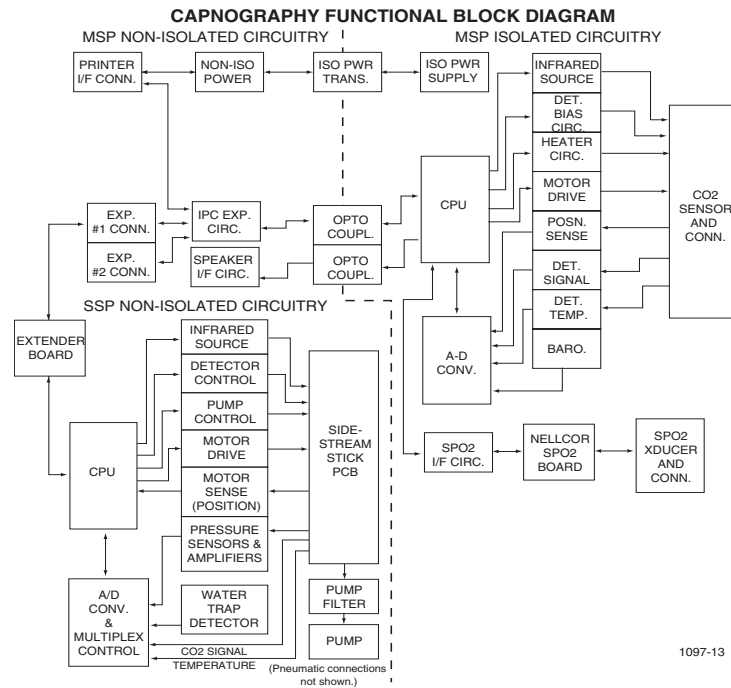 CAPNOGRAPHY FUNCTIONAL BLOCK DIAGRAM
MSP NON-ISOLATED CIRCUITRY
MSP ISOLATED CIRCUITRY
PRINTER
I/F CONN.
NON-ISO
POWER
ISO PWR
TRANS.
ISO PWR
SUPPLY
INFRARED
SOURCE
DET.
BIAS
CIRC.
HEATER
CIRC.
MOTOR
DRIVE
POSN.
SENSE
DET.
SIGNAL
DET.
TEMP.
BARO.
CPU
CO2
SENSOR
AND
CONN.
EXP.
#1 CONN.
EXP.
#2 CONN.
IPC EXP.
CIRC.
SPEAKER
I/F CIRC.
OPTO
COUPL.
OPTO
COUPL.
A-D
CONV.
SSP NON-ISOLATED CIRCUITRY
EXTENDER
BOARD
INFRARED
SOURCE
DETECTOR
CONTROL
PUMP
CONTROL
MOTOR
DRIVE
MOTOR
SENSE
(POSITION)
PRESSURE
SENSORS &
AMPLIFIERS
CPU
SIDE-
STREAM
STICK
PCB
SPO2
I/F CIRC.
NELLCOR
SPO2
BOARD
SPO2
XDUCER
AND
CONN.
A/D
CONV.
&
MULTIPLEX
CONTROL
WATER
TRAP
DETECTOR
PUMP
FILTER
PUMP
CO2 SIGNAL
TEMPERATURE
(Pneumatic connections
not shown.)
1097-13